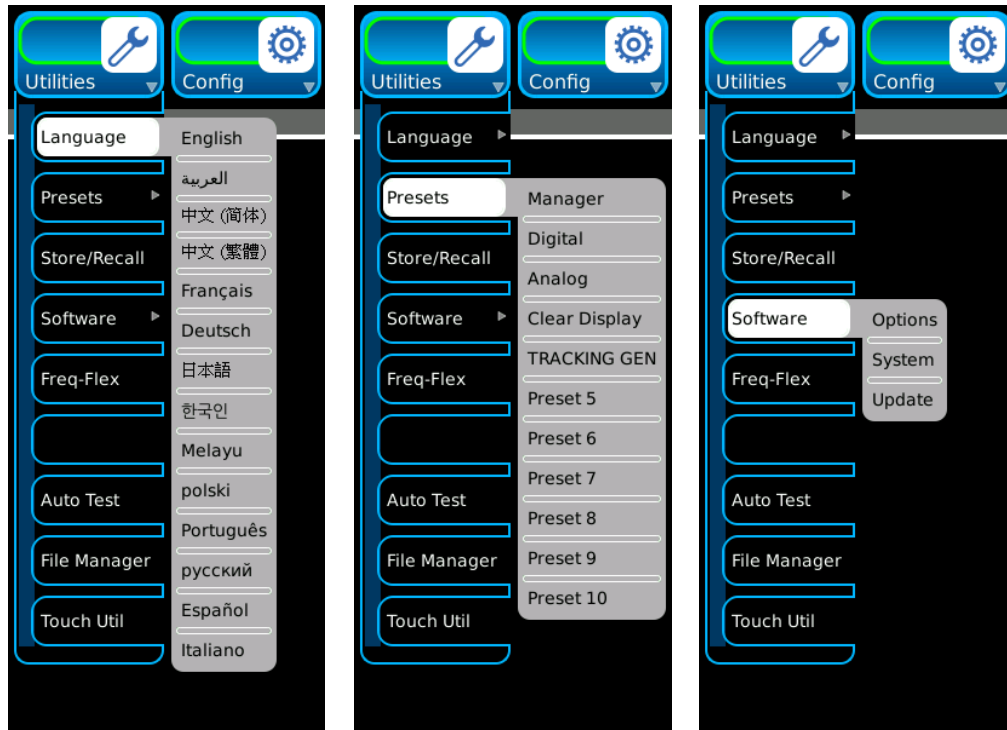 Utilities
Config
Language
English
العربية
Presets
中文 (简体)
中文 (繁體)
Store/Recall
Français
Software
Deutsch
日本語
Freq-Flex
한국인
Melayu
polski
Auto Test
Português
File Manager
русский
Español
Touch Util
Italiano
Utilities
Config
Language
Presets
Manager
Digital
Store/Recall
Analog
Software
Clear Display
TRACKING GEN
Freq-Flex
Preset 5
Preset 6
Preset 7
Auto Test
Preset 8
File Manager
Preset 9
Preset 10
Touch Util
Utilities
Config
Language
Presets
Store/Recall
Software
Options
System
Freq-Flex
Update
Auto Test
File Manager
Touch Util